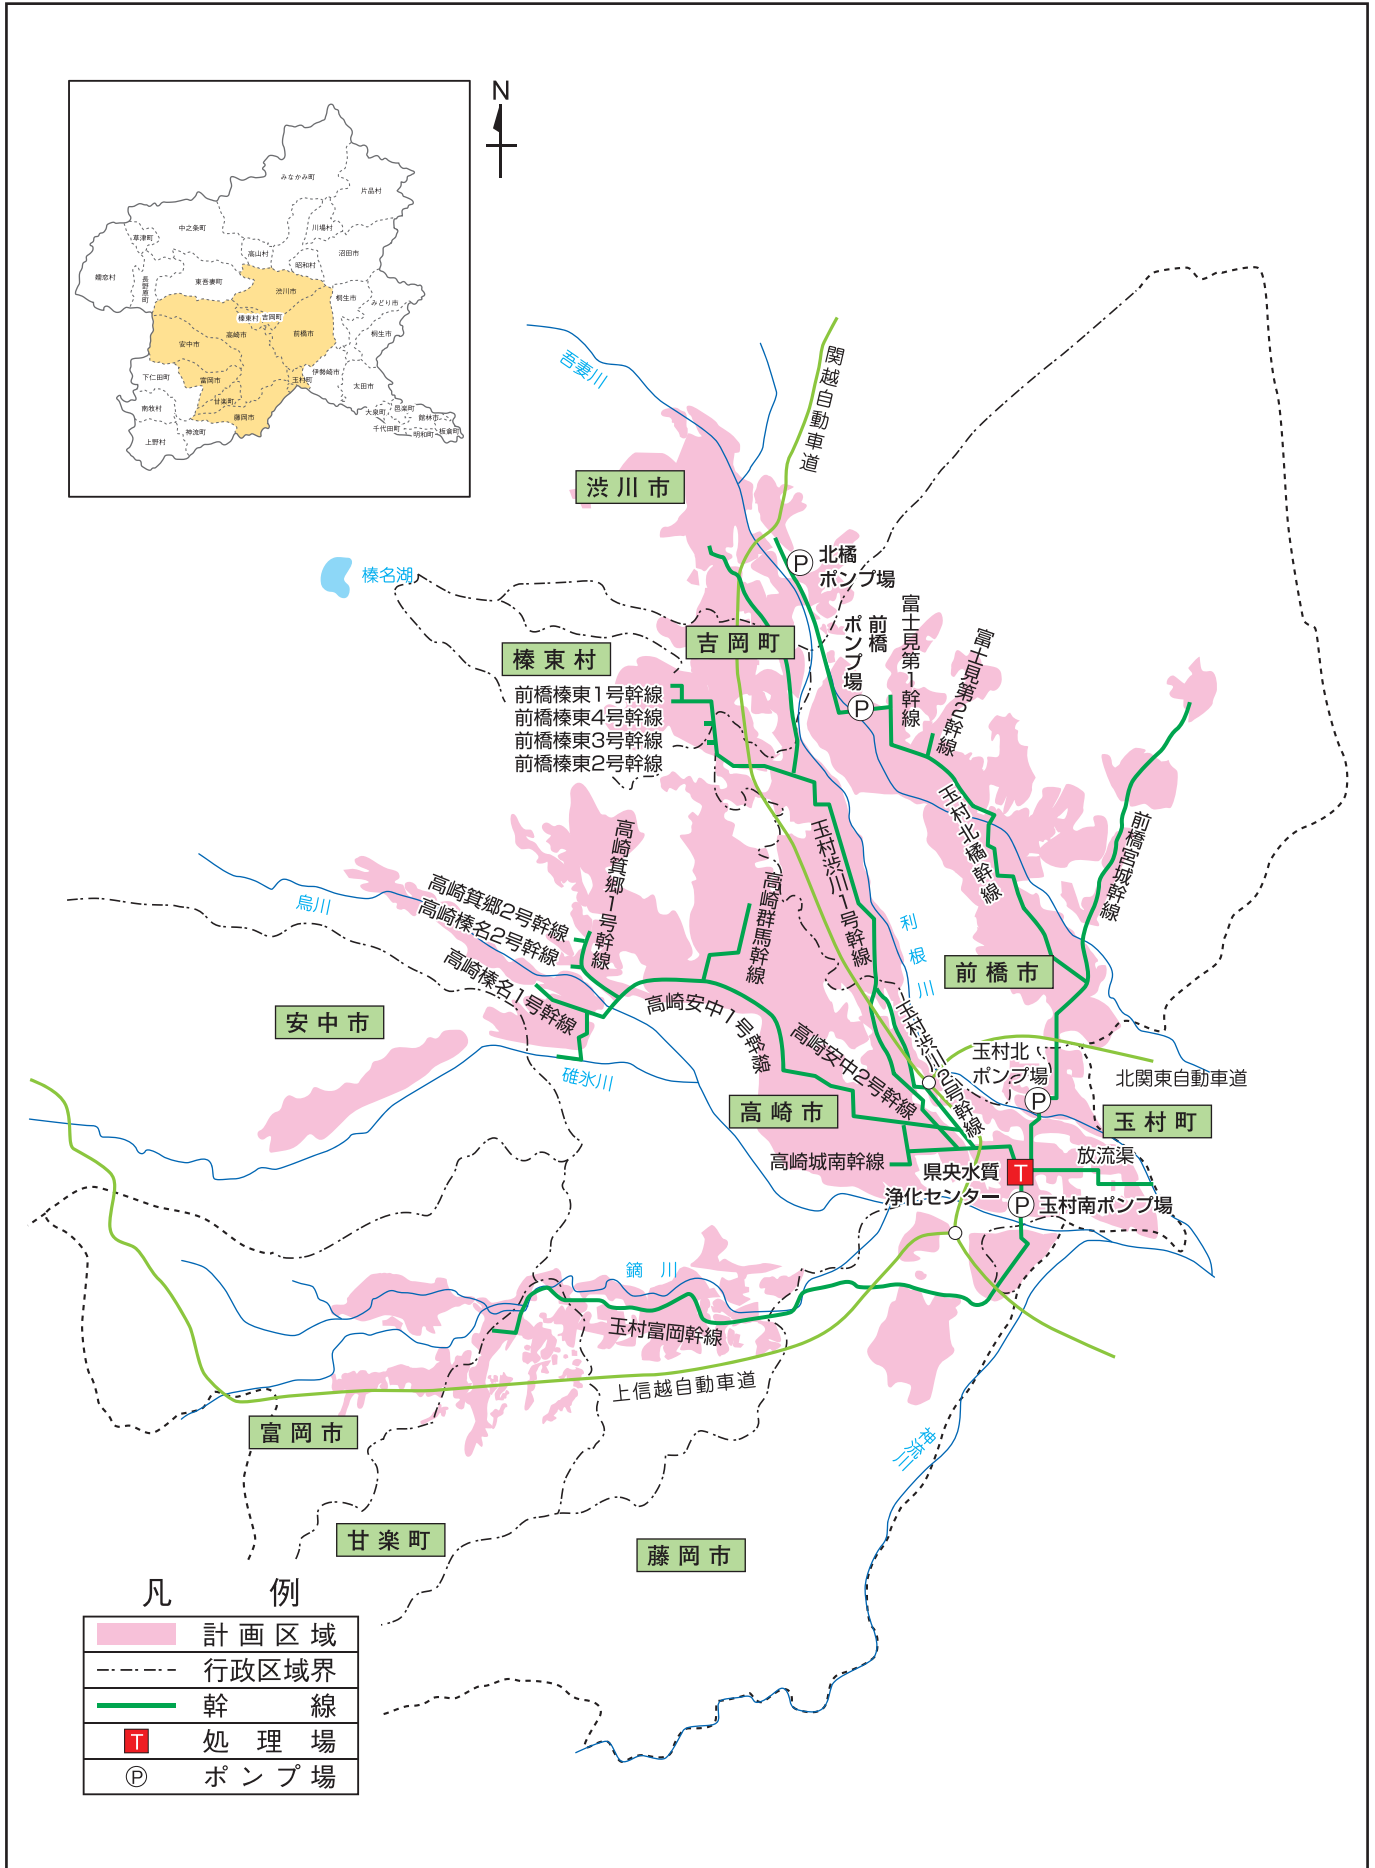 N
みなかみ町
片品村
中之条町
川場村
草津町
高山村
沼田市
昭和村
嬬恋村
長野原町
東吾妻町
渋川市
桐生市
みどり市
榛東村
吉岡町
高崎市
前橋市
桐生市
安中市
伊勢崎市
下仁田町
富岡市
玉村町
太田市
甘楽町
南牧村
大泉町
邑楽町
藤岡市
館林市
神流町
千代田町
明和町
板倉町
上野村
吾妻川
関越自動車道
渋川市
榛名湖
P
北橘
ポンプ場
前橋
ポンプ場
P
富士見第1幹線
富士見第2幹線
吉岡町
榛東村
前橋榛東1号幹線
前橋榛東4号幹線
前橋榛東3号幹線
前橋榛東2号幹線
玉村北橘幹線
前橋宮城幹線
高崎箕郷1号幹線
玉村渋川1号幹線
高崎群馬幹線
烏川
高崎箕郷2号幹線
高崎榛名2号幹線
高崎榛名1号幹線
利根川
前橋市
安中市
高崎安中1号幹線
高崎安中2号幹線
玉村渋川2号幹線
玉村北
ポンプ場
P
北関東自動車道
碓氷川
高崎市
玉村町
高崎城南幹線
放流渠
県央水質
浄化センター
T
P
玉村南ポンプ場
鏑川
玉村富岡幹線
上信越自動車道
富岡市
神流川
甘楽町
藤岡市
凡例
計画区域
行政区域界
幹線
T
処理場
P
ポンプ場